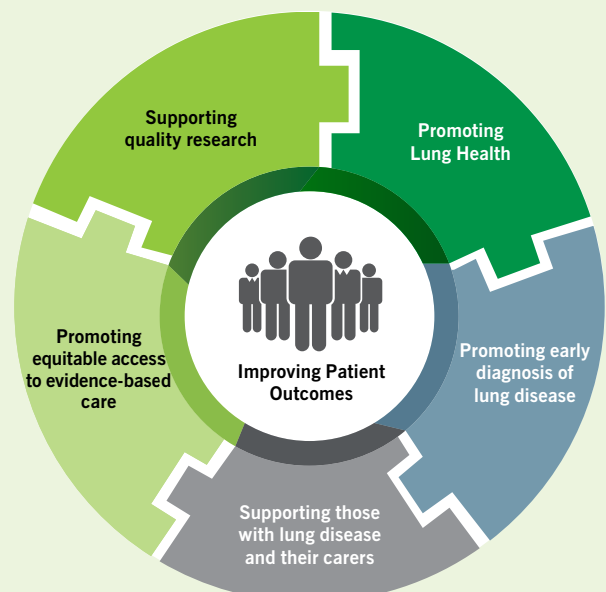 Supporting
quality research
Promoting
Lung Health
Promoting early
diagnosis of
lung disease
Supporting those
with lung disease
and their carers
Promoting
equitable access
to evidence-based
care
Improving Patient
Outcomes